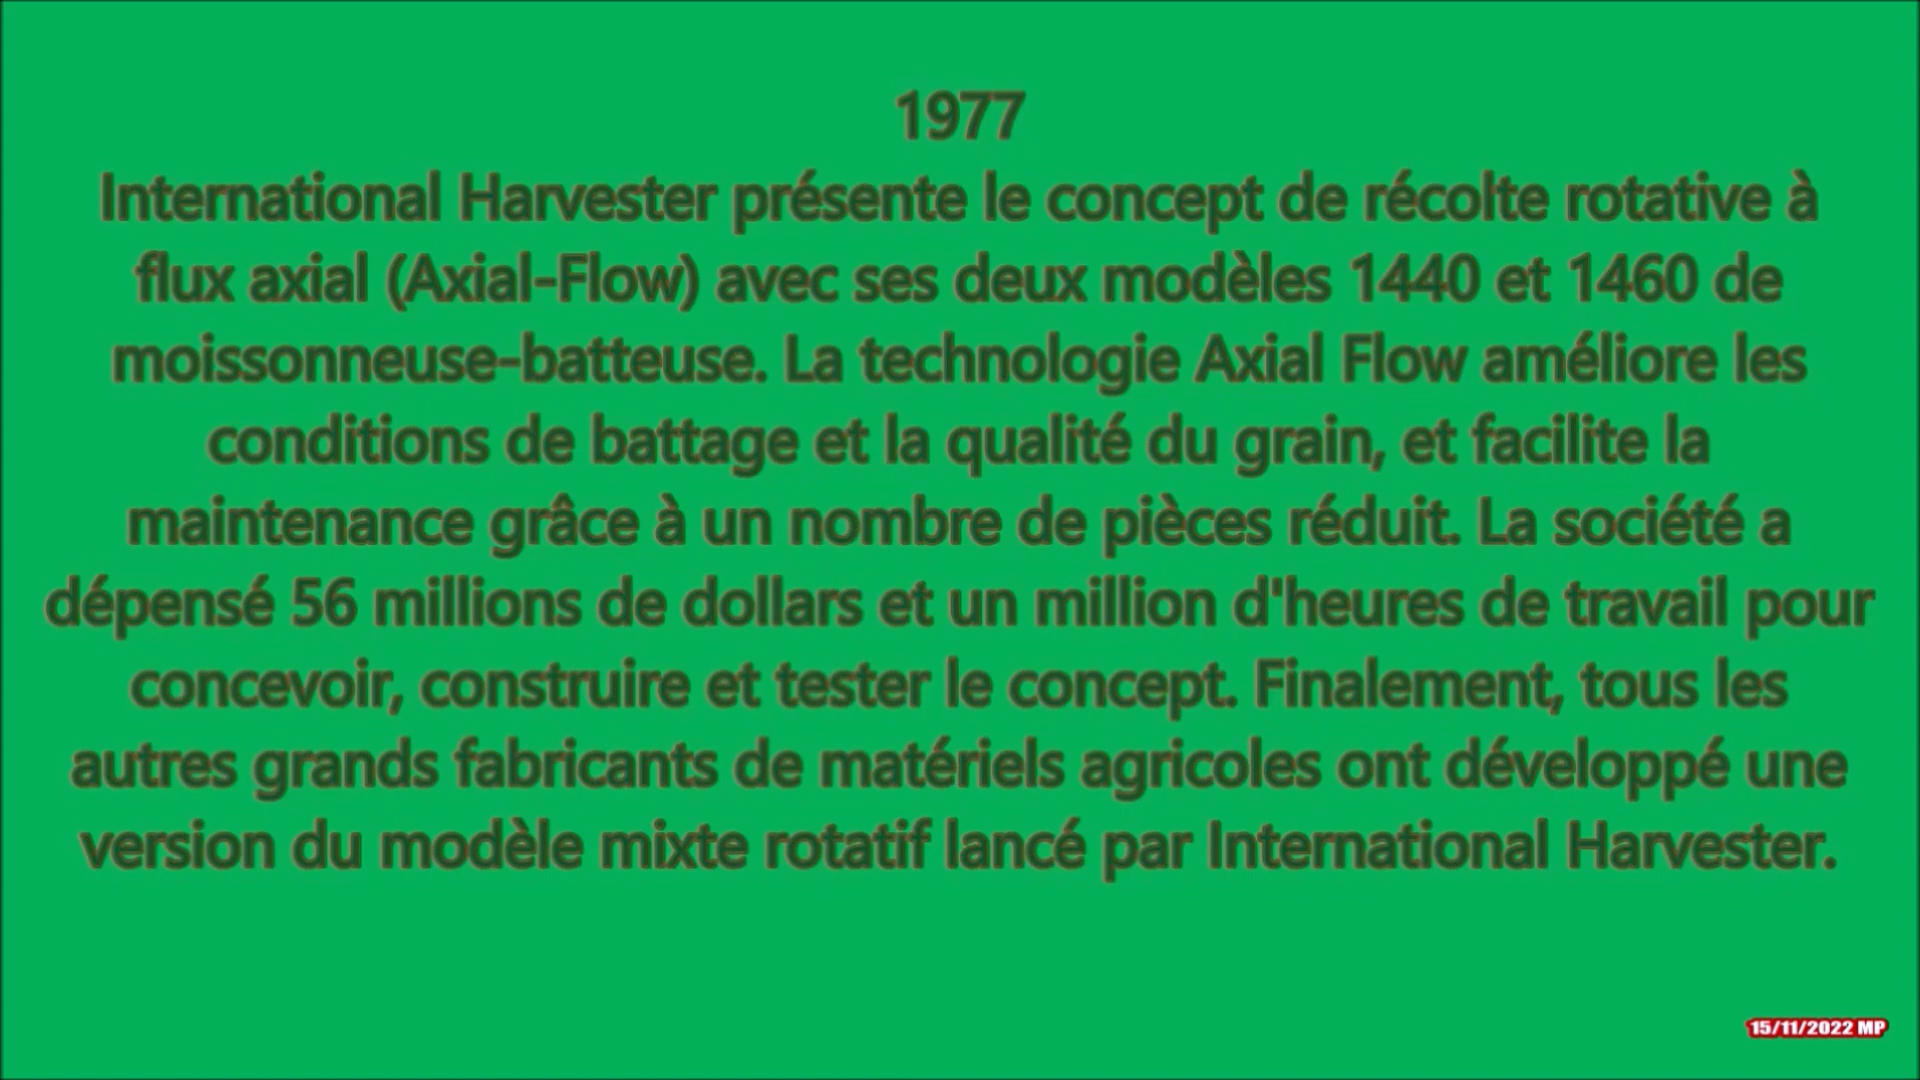 1977
International Harvester présente le concept de récolte rotative à
flux axial (Axial-Flow) avec ses deux modèles 1440 et 1460 de
moissonneuse-batteuse. La technologie Axial Flow améliore les
conditions de battage et la qualité du grain, et facilite la
maintenance grâce à un nombre de pièces réduit. La société a
dépensé 56 millions de dollars et un million d'heures de travail pour
concevoir, construire et tester le concept. Finalement, tous les
autres grands fabricants de matériels agricoles ont développé une
version du modèle mixte rotatif lancé par International Harvester.
15/11/2022 MP